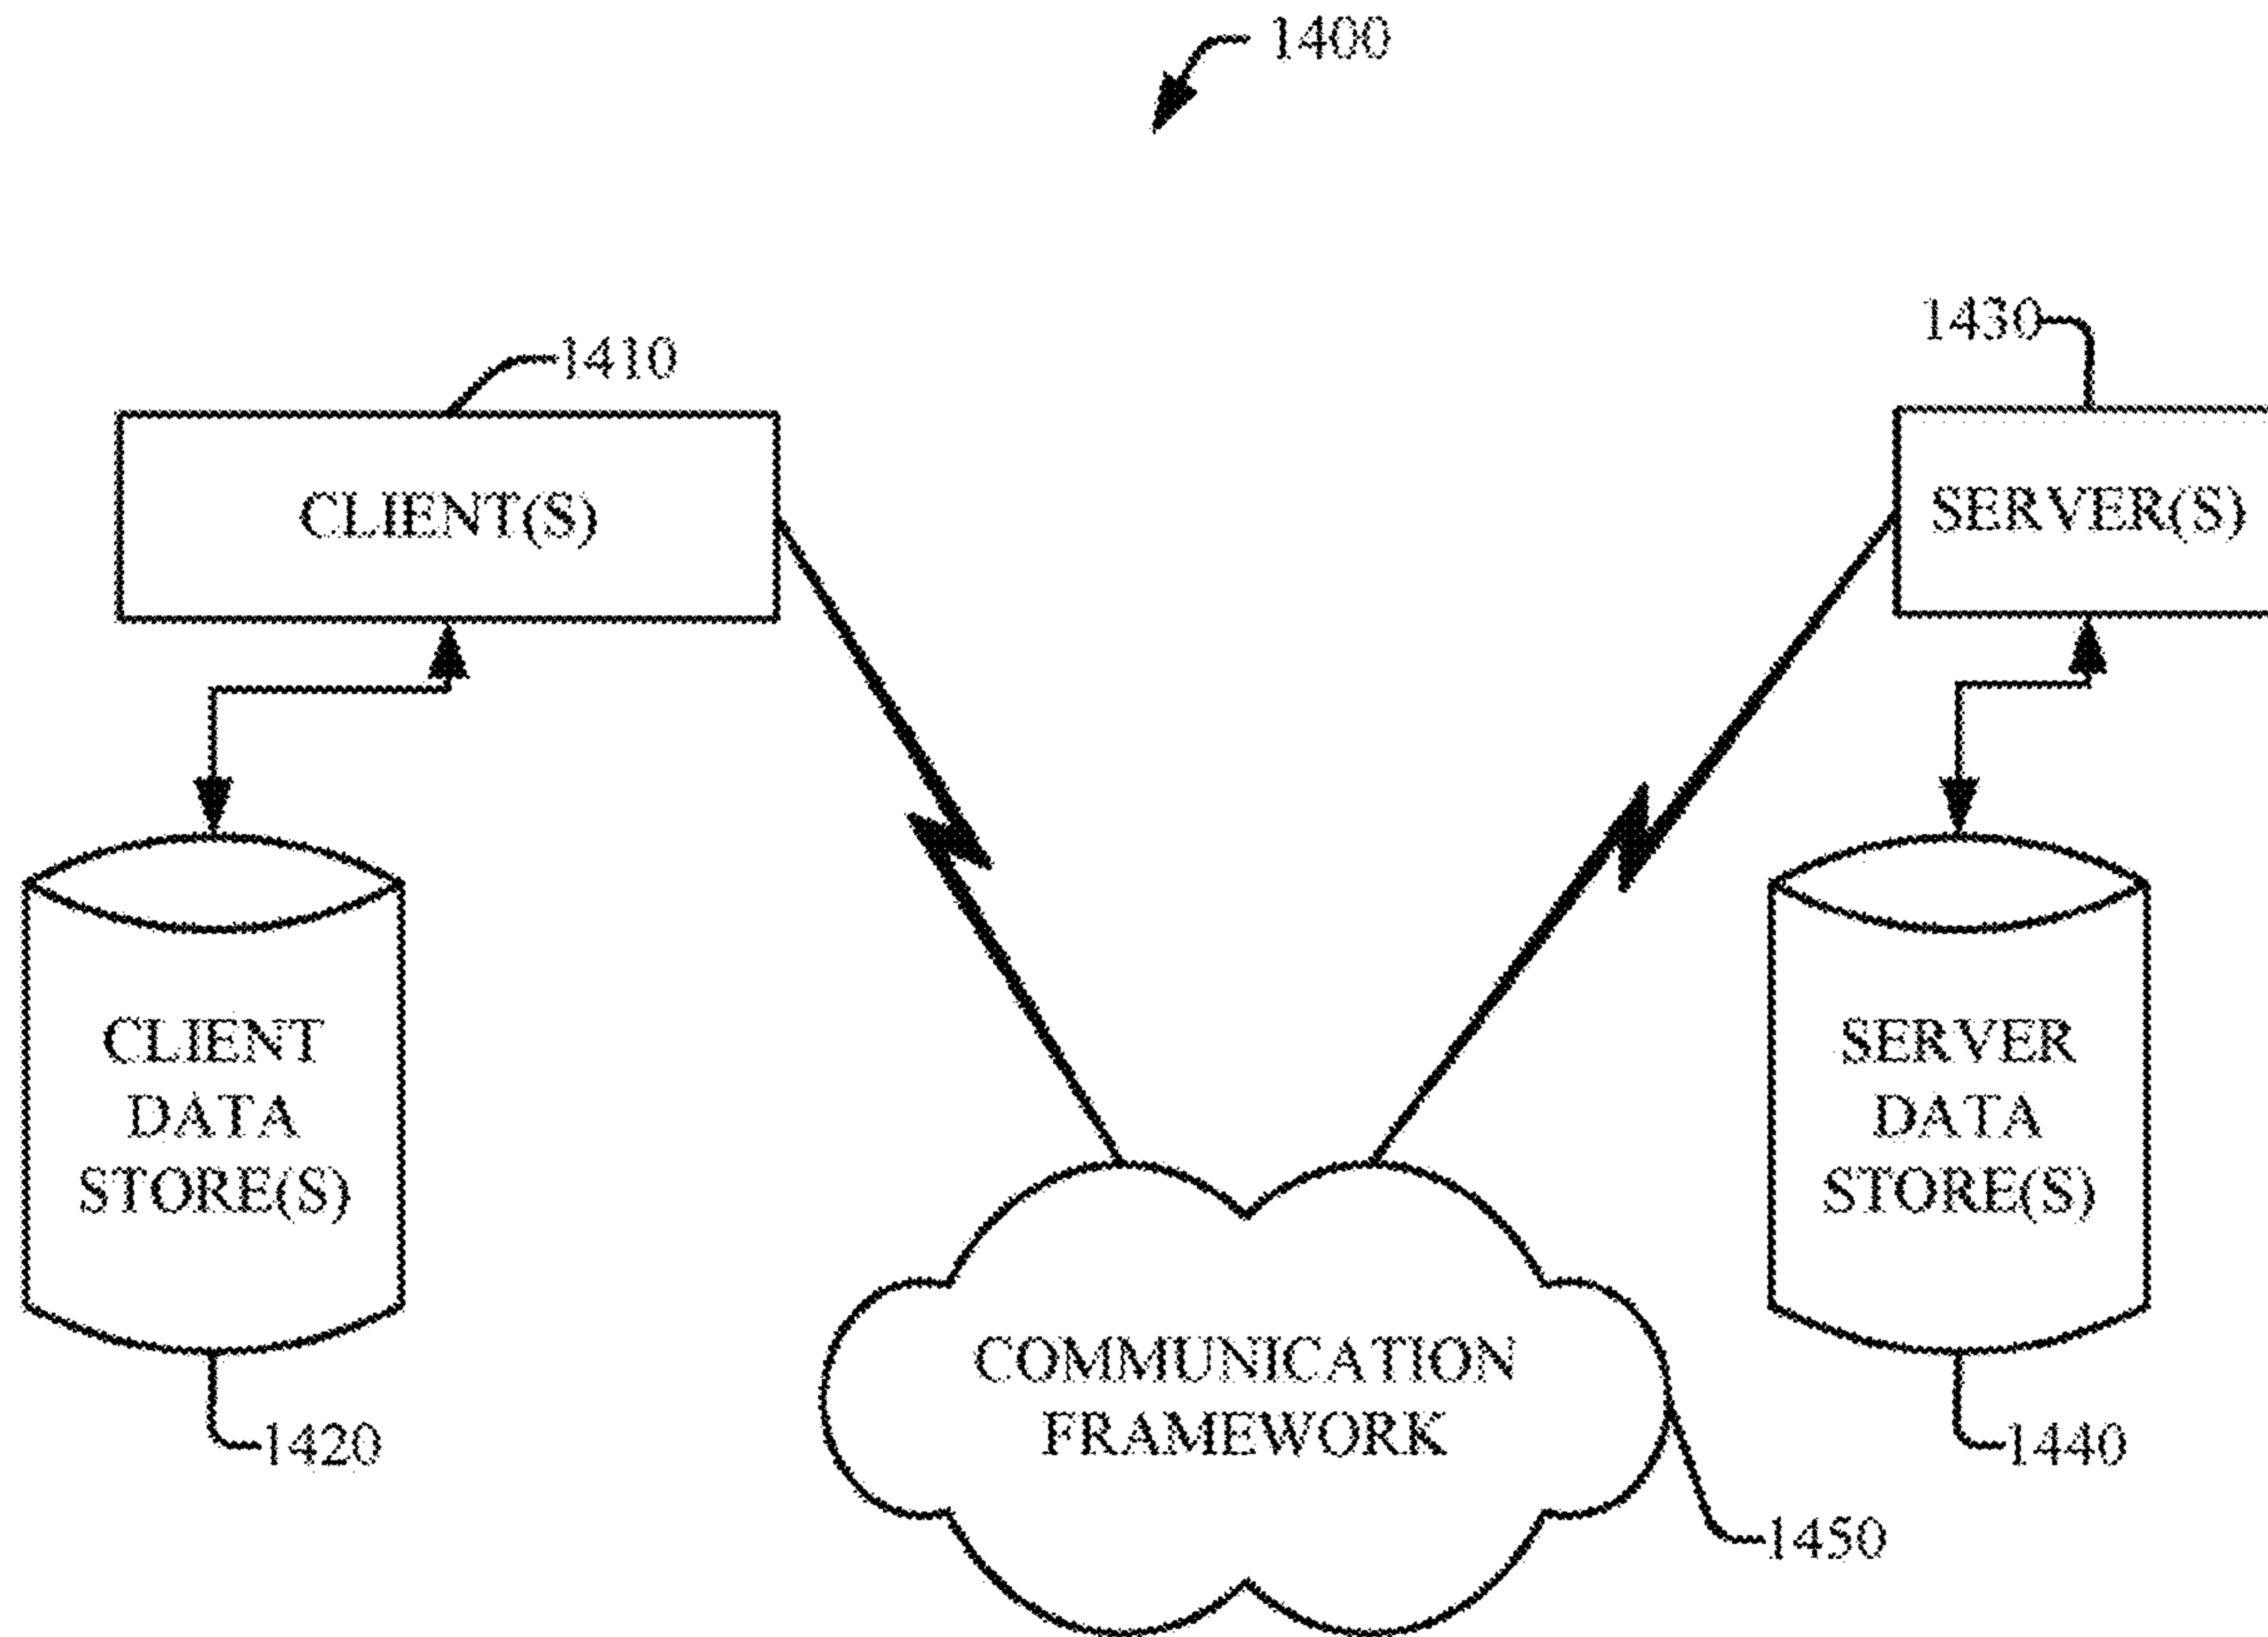 1400
1410
1430
CLIENT(S)
SERVER(S)
CLIENT
DATA
STORE(S)
SERVER
DATA
STORE(S)
COMMUNICATION
FRAMEWORK
1420
1440
1450